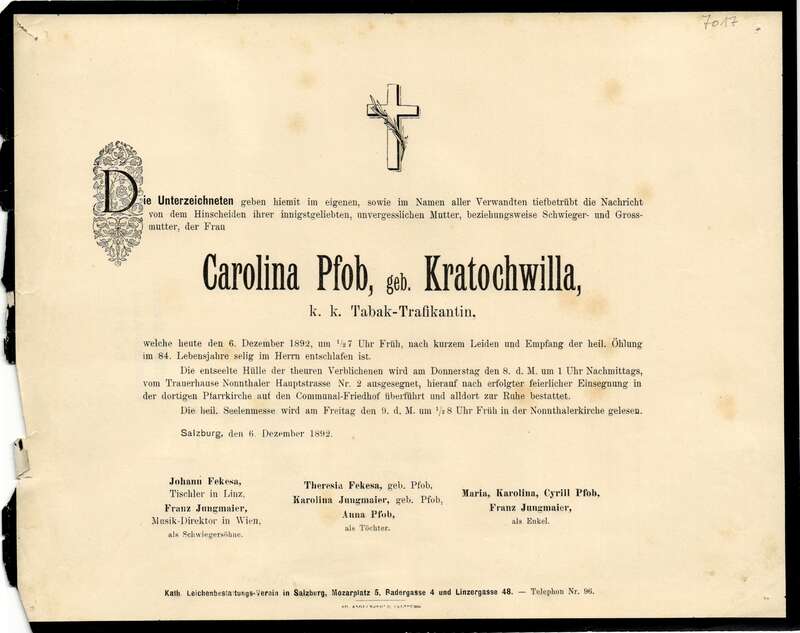 7017
Die Unterzeichneten geben hiemit im eigenen, sowie im Namen aller Verwandten tiefbetrübt die Nachricht
von dem Hinscheiden ihrer innigstgeliebten, unvergesslichen Mutter, beziehungsweise Schwieger- und Gross-
mutter, der Frau
Carolina Pfob, geb. Kratochwilla,
k. k. Tabak-Trafikantin,
welche heute den 6. Dezember 1892, um 1/2 7 Uhr Früh, nach kurzem Leiden und Empfang der heil. Öhlung
im 84. Lebensjahre selig im Herrn entschlafen ist.
Die entseelte Hülle der theuren Verblichenen wird am Donnerstag den 8. d. M. um 1 Uhr Nachmittags,
vom Trauerhause Nonnthaler Hauptstrasse Nr. 2 ausgesegnet, hierauf nach erfolgter feierlicher Einsegnung in
der dortigen Pfarrkirche auf den Communal-Friedhof überführt und alldort zur Ruhe bestattet.
Die heil. Seelenmesse wird am Freitag den 9. d. M. um 1/2 8 Uhr Früh in der Nonnthalerkirche gelesen.
Salzburg, den 6. Dezember 1892.
Johann Fekesa,
Tischler in Linz,
Franz Jungmaier,
Musik-Direktor in Wien,
als Schwiegersöhne.
Theresia Fekesa, geb. Pfob,
Karolina Jungmaier, geb. Pfob,
Anna Pfob,
als Töchter.
Maria, Karolina, Cyrill Pfob,
Franz Jungmaier,
als Enkel.
Kath. Leichenbestattungs-Verein in Salzburg, Mozartplatz 5, Badergasse 4 und Linzergasse 48. — Telephon Nr. 96.